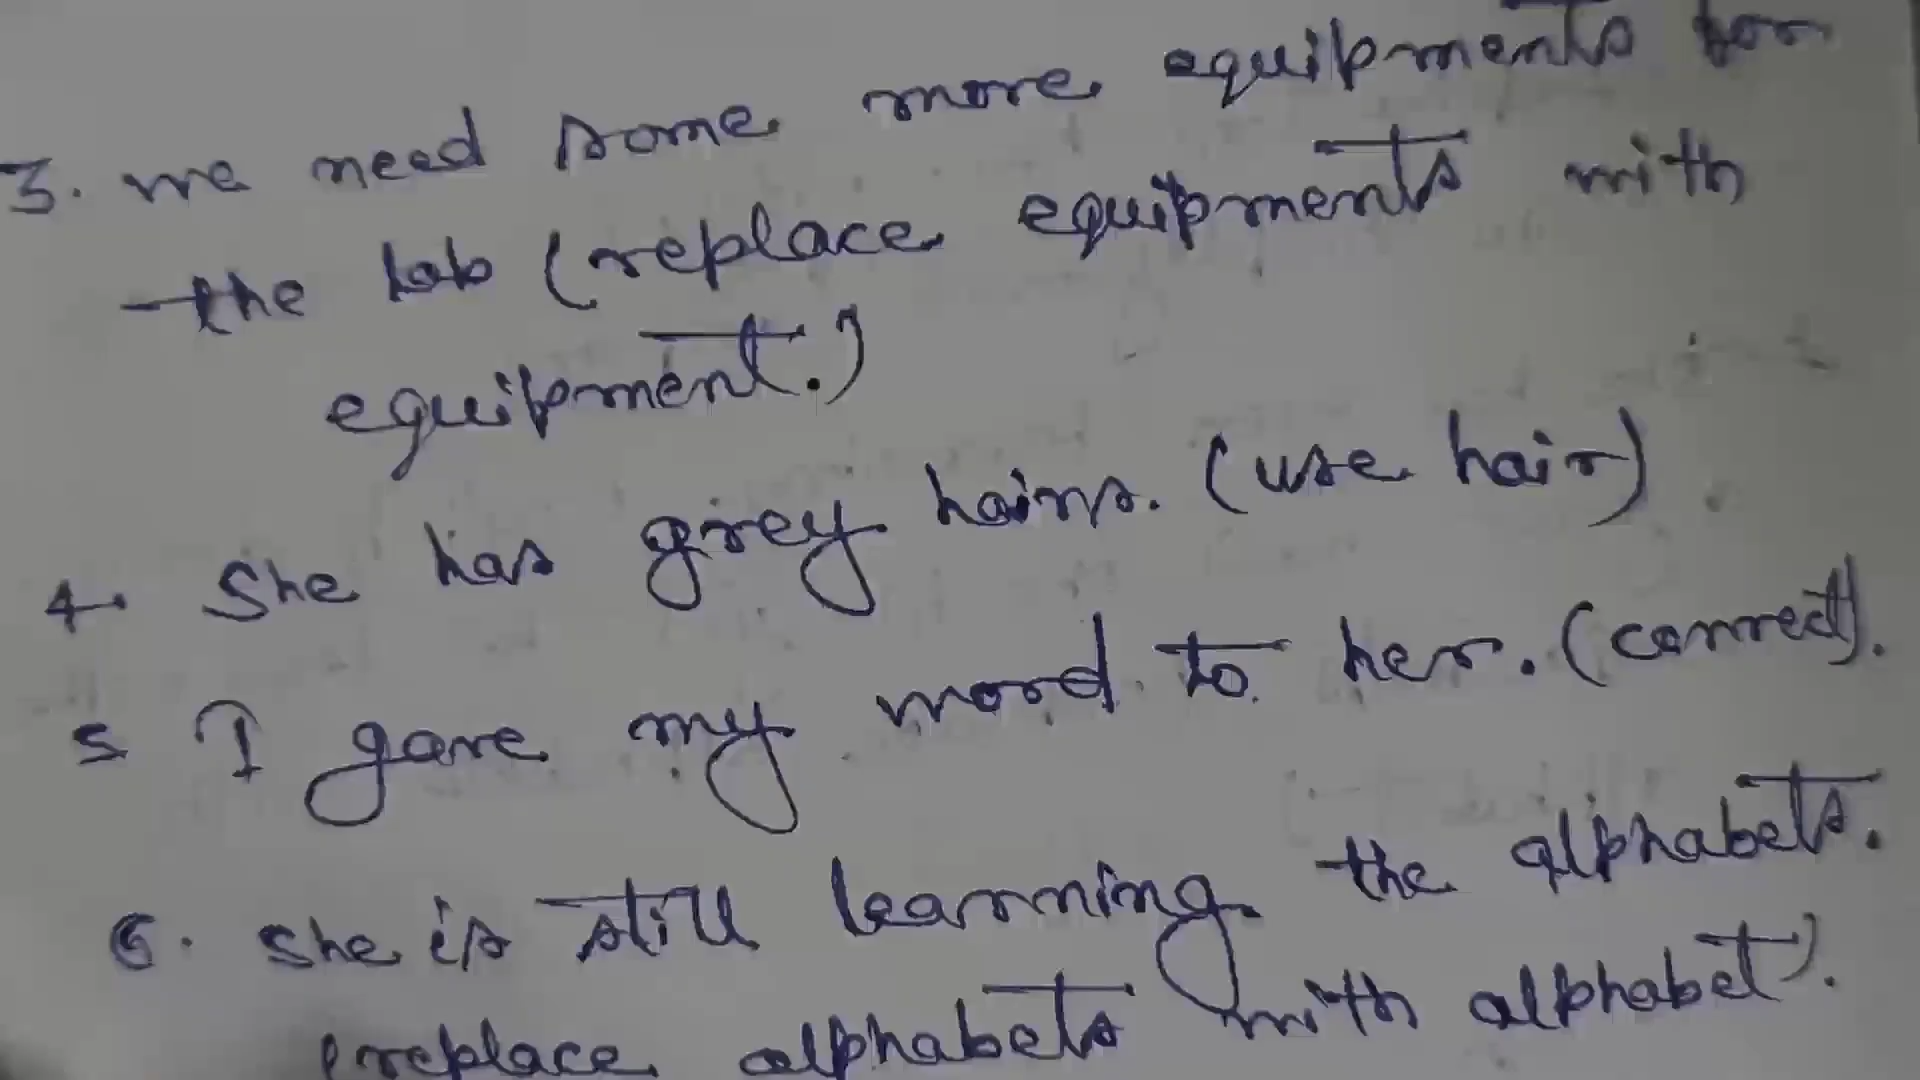 3. we need some more equipments for
the lab (replace equipments with
equipment.)
4. She has grey hairs. (use hair)
5 I gave my word to her. (correct).
6. She is still learning the alphabets.
(replace alphabets with alphabet).